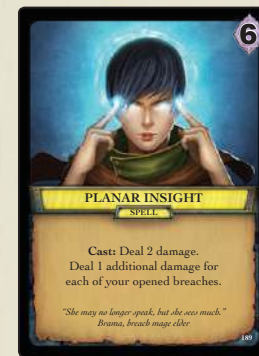 6
PLANAR INSIGHT
SPELL
Cast: Deal 2 damage.
Deal 1 additional damage for
each of your opened breaches.
"She may no longer speak, but she sees much."
Brama, breach mage elder
189